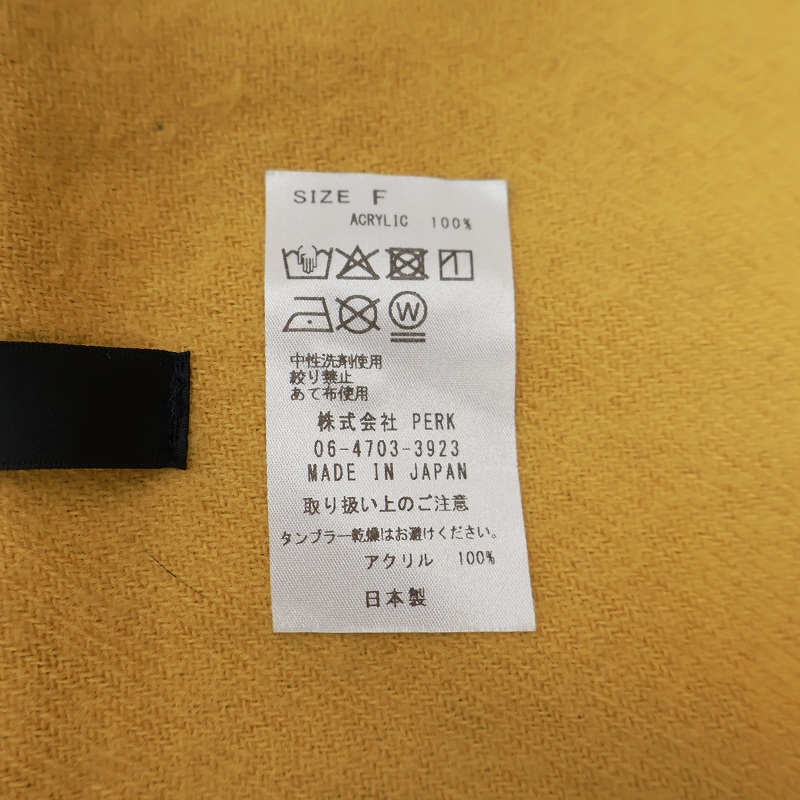 SIZE F
ACRYLIC 100%
W
中性洗剤使用
絞り禁止
あて布使用
株式会社 PERK
06-4703-3923
MADE IN JAPAN
取り扱い上のご注意
タンブラー乾燥はお避けください。
アクリル 100%
日本製